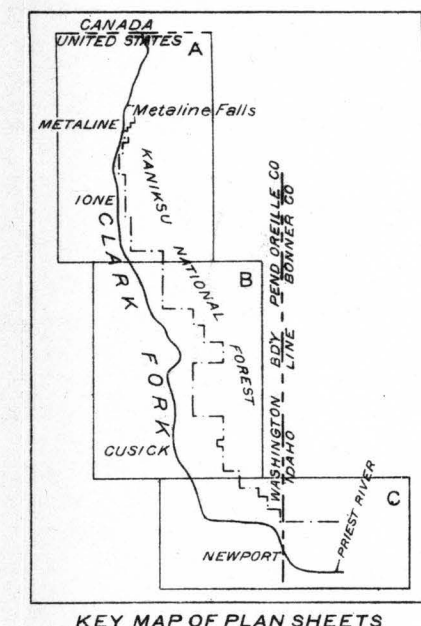 CANADA
UNITED STATES
A
Metaline Falls
METALINE
KANIKSU
IONE
NATIONAL
CLARK
B
FOREST
FORK
CUSICK
WASHINGTON BDY PEND OREILLE CO
IDAHO LINE BONNER CO
C
PRIEST RIVER
NEWPORT
KEY MAP OF PLAN SHEETS